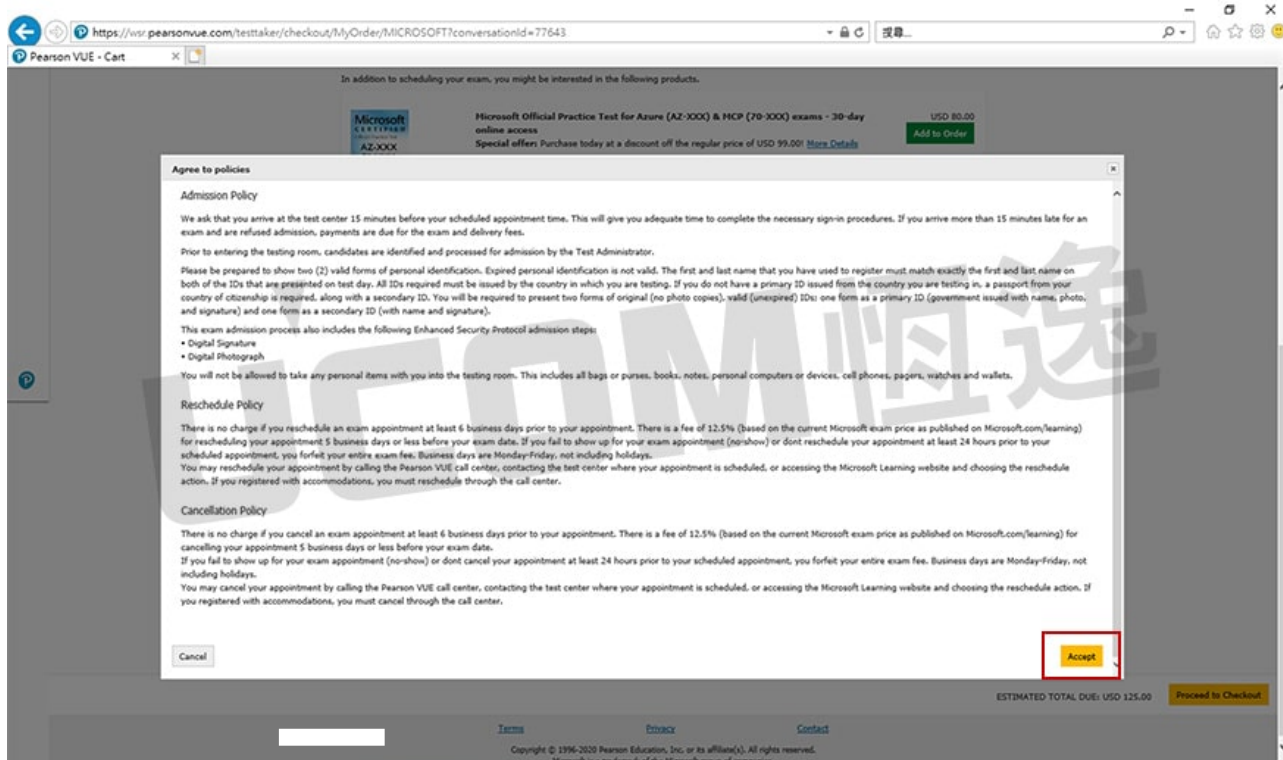 https://wsr.pearsonvue.com/testtaker/checkout/MyOrder/MICROSOFT?conversationId=77643
搜尋...
Pearson VUE - Cart
In addition to scheduling your exam, you might be interested in the following products.
Microsoft
CERTIFIED
AZ-XXX
Microsoft Official Practice Test for Azure (AZ-XXX) & MCP (70-XXX) exams - 30-day
online access
Special offer: Purchase today at a discount off the regular price of USD 99.00! More Details
USD 80.00
Add to Order
Agree to policies
Admission Policy
We ask that you arrive at the test center 15 minutes before your scheduled appointment time. This will give you adequate time to complete the necessary sign-in procedures. If you arrive more than 15 minutes late for an
exam and are refused admission, payments are due for the exam and delivery fees.
Prior to entering the testing room, candidates are identified and processed for admission by the Test Administrator.
Please be prepared to show two (2) valid forms of personal identification. Expired personal identification is not valid. The first and last name that you have used to register must match exactly the first and last name on
both of the IDs that are presented on test day. All IDs required must be issued by the country in which you are testing. If you do not have a primary ID issued from the country you are testing in, a passport from your
country of citizenship is required, along with a secondary ID. You will be required to present two forms of original (no photo copies), valid (unexpired) IDs; one form as a primary ID (government issued with name, photo,
and signature) and one form as a secondary ID (with name and signature).
This exam admission process also includes the following Enhanced Security Protocol admission steps:
• Digital Signature
• Digital Photograph
You will not be allowed to take any personal items with you into the testing room. This includes all bags or purses, books, notes, personal computers or devices, cell phones, pagers, watches and wallets.
UCOM恆逸
Reschedule Policy
There is no charge if you reschedule an exam appointment at least 6 business days prior to your appointment. There is a fee of 12.5% (based on the current Microsoft exam price as published on Microsoft.com/learning)
for rescheduling your appointment 5 business days or less before your exam date. If you fail to show up for your exam appointment (no-show) or dont reschedule your appointment at least 24 hours prior to your
scheduled appointment, you forfeit your entire exam fee. Business days are Monday-Friday, not including holidays.
You may reschedule your appointment by calling the Pearson VUE call center, contacting the test center where your appointment is scheduled, or accessing the Microsoft Learning website and choosing the reschedule
action. If you registered with accommodations, you must reschedule through the call center.
Cancellation Policy
There is no charge if you cancel an exam appointment at least 6 business days prior to your appointment. There is a fee of 12.5% (based on the current Microsoft exam price as published on Microsoft.com/learning) for
cancelling your appointment 5 business days or less before your exam date.
If you fail to show up for your exam appointment (no-show) or dont cancel your appointment at least 24 hours prior to your scheduled appointment, you forfeit your entire exam fee. Business days are Monday-Friday, not
including holidays.
You may cancel your appointment by calling the Pearson VUE call center, contacting the test center where your appointment is scheduled, or accessing the Microsoft Learning website and choosing the reschedule action. If
you registered with accommodations, you must cancel through the call center.
Cancel
Accept
ESTIMATED TOTAL DUE: USD 125.00
Proceed to Checkout
Terms
Privacy
Contact
Copyright © 1996-2020 Pearson Education, Inc. or its affiliate(s). All rights reserved.